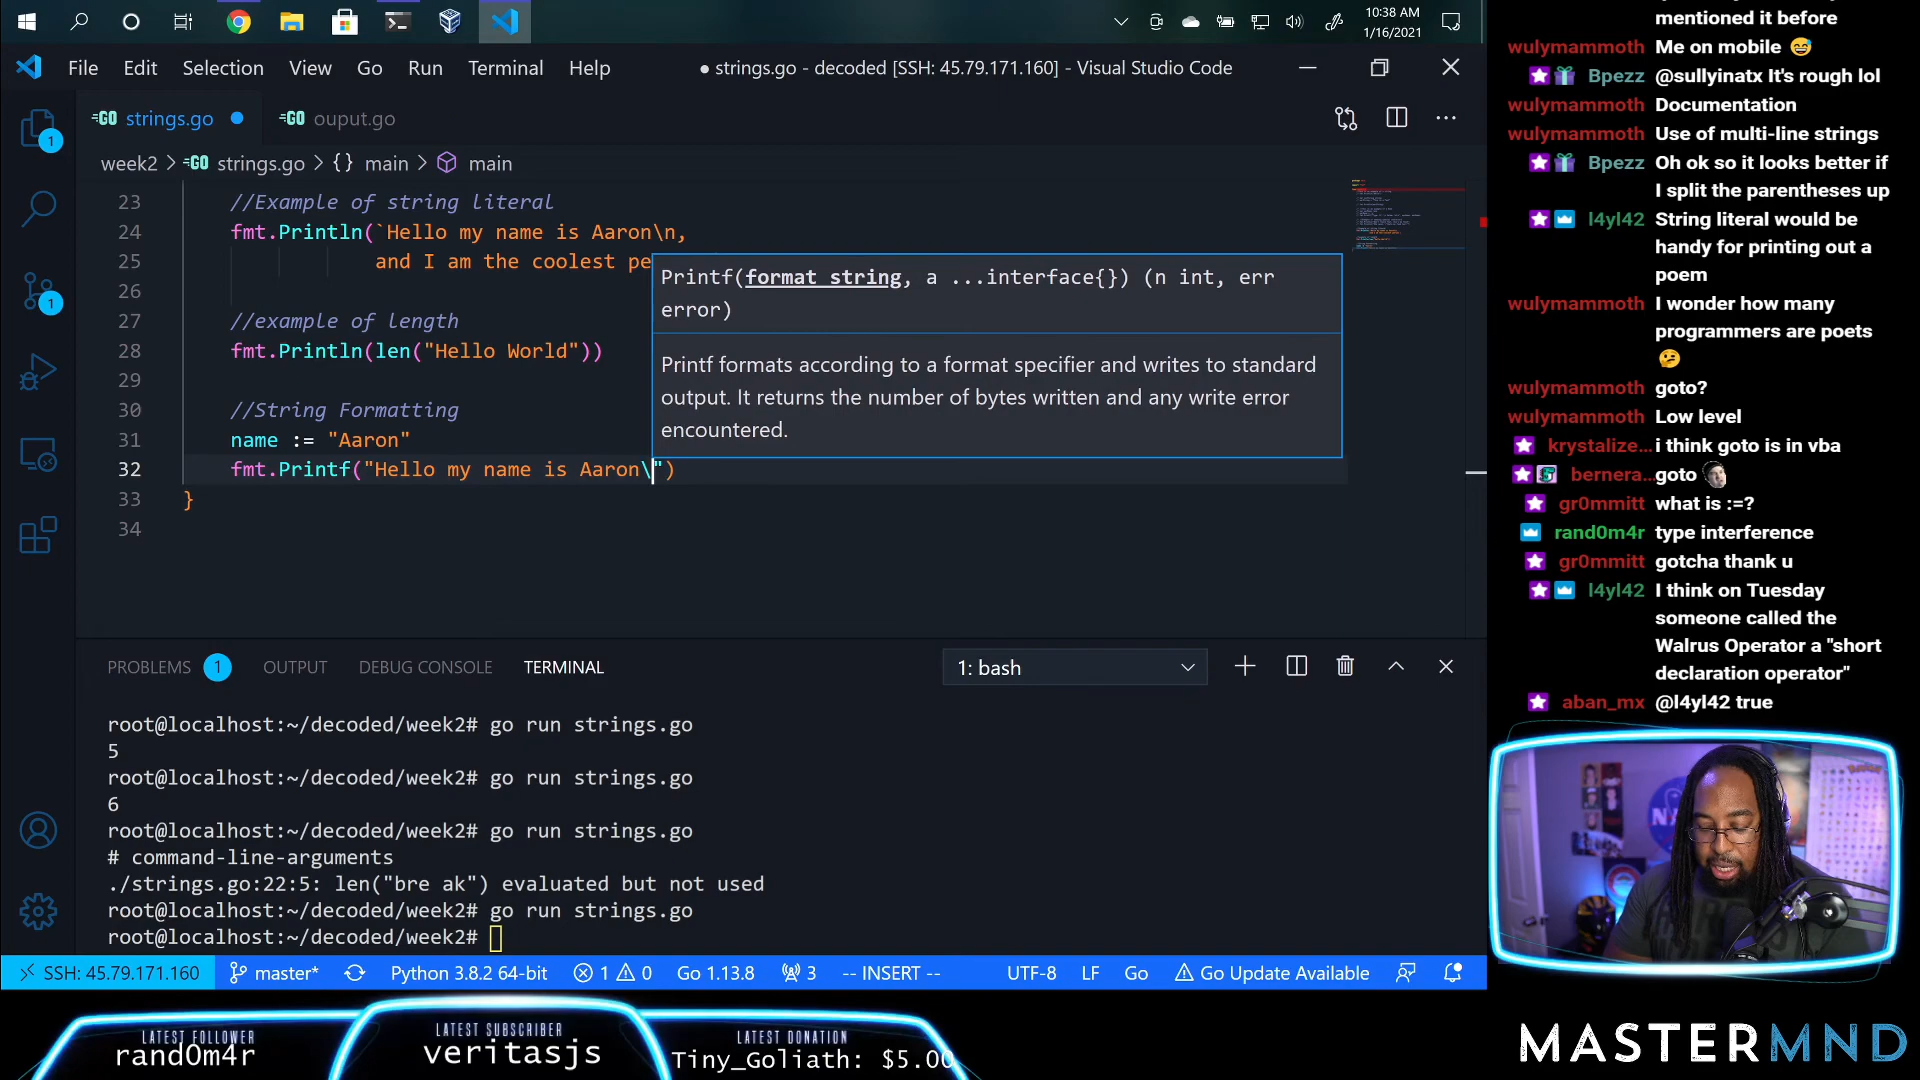 10:38 AM
1/16/2021
File Edit Selection View Go Run Terminal Help
● strings.go - decoded [SSH: 45.79.171.160] - Visual Studio Code
GO strings.go ●
GO ouput.go
week2 > GO strings.go > {} main > main
23 //Example of string literal
24 fmt.Println(`Hello my name is Aaron\n,
25 and I am the coolest pe
26
27 //example of length
28 fmt.Println(len("Hello World"))
29
30 //String Formatting
31 name := "Aaron"
32 fmt.Printf("Hello my name is Aaron\")
33 }
34
Printf(format string, a ...interface{}) (n int, err
error)
Printf formats according to a format specifier and writes to standard
output. It returns the number of bytes written and any write error
encountered.
1
1
PROBLEMS 1 OUTPUT DEBUG CONSOLE TERMINAL
1: bash
root@localhost:~/decoded/week2# go run strings.go
5
root@localhost:~/decoded/week2# go run strings.go
6
root@localhost:~/decoded/week2# go run strings.go
# command-line-arguments
./strings.go:22:5: len("bre ak") evaluated but not used
root@localhost:~/decoded/week2# go run strings.go
root@localhost:~/decoded/week2#
SSH: 45.79.171.160 master* Python 3.8.2 64-bit 1 0 Go 1.13.8 3 -- INSERT -- UTF-8 LF Go Go Update Available
mentioned it before
wulymammoth Me on mobile 😅
Bpezz @sullyinatx It's rough lol
wulymammoth Documentation
wulymammoth Use of multi-line strings
Bpezz Oh ok so it looks better if
I split the parentheses up
l4yl42 String literal would be
handy for printing out a
poem
wulymammoth I wonder how many
programmers are poets
🤔
wulymammoth goto?
wulymammoth Low level
krystalize... i think goto is in vba
bernera... goto
gr0mmitt what is :=?
rand0m4r type interference
gr0mmitt gotcha thank u
l4yl42 I think on Tuesday
someone called the
Walrus Operator a "short
declaration operator"
aban_mx @l4yl42 true
LATEST FOLLOWER
rand0m4r
LATEST SUBSCRIBER
veritasjs
LATEST DONATION
Tiny_Goliath: $5.00
MASTERMND